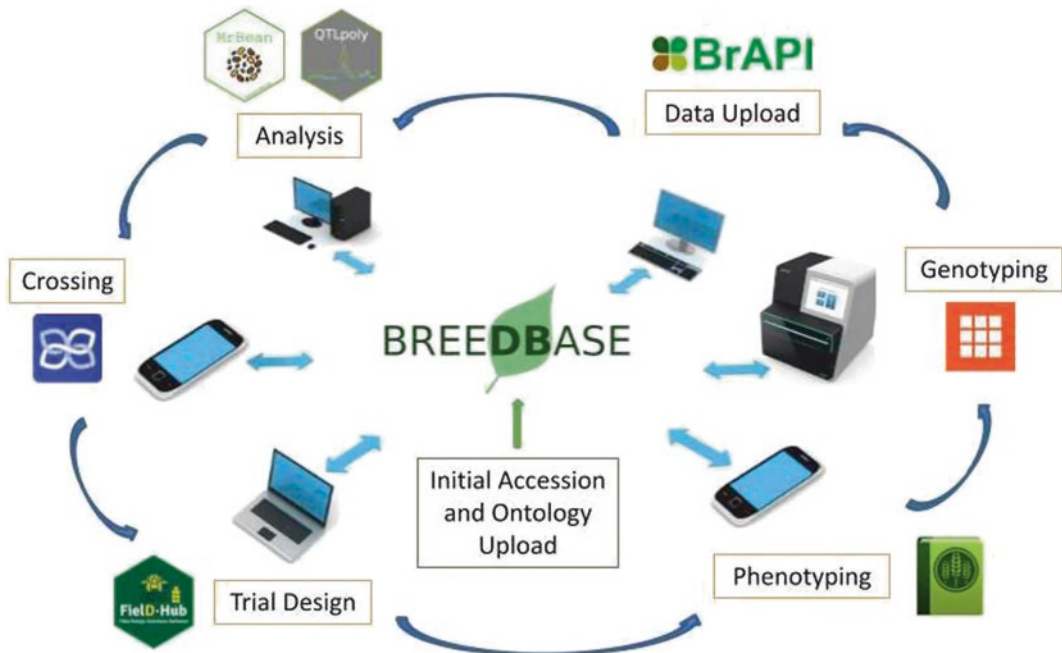 MrBean
QTLpoly
BrAPI
Analysis
Data Upload
Crossing
Genotyping
BREEDBASE
Initial Accession
and Ontology
Upload
FielD-Hub
Trial Design
Phenotyping